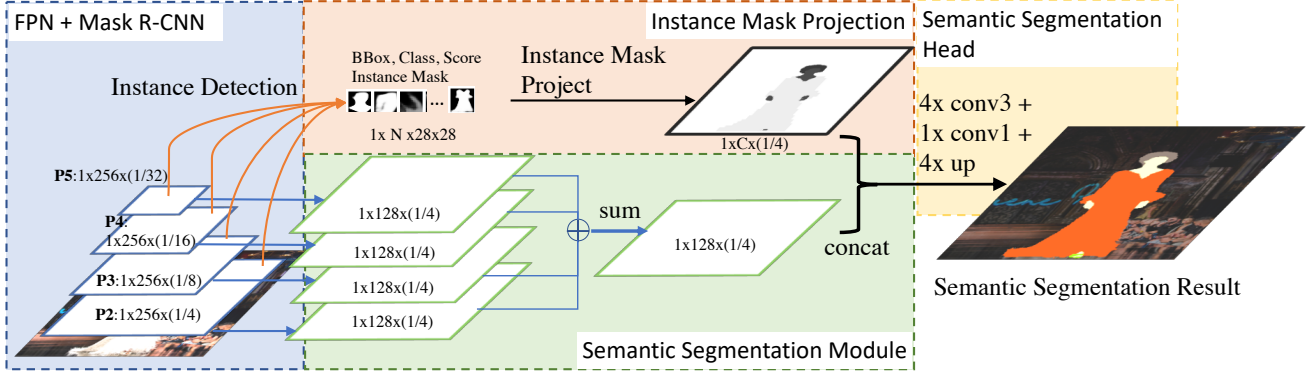 FPN + Mask R-CNN
Instance Mask Projection
Semantic Segmentation
Head
Instance Detection
BBox, Class, Score
Instance Mask
...
1x N x28x28
Instance Mask
Project
1xCx(1/4)
4x conv3 +
1x conv1 +
4x up
P5:1x256x(1/32)
P4:
1x256x(1/16)
P3:1x256x(1/8)
P2:1x256x(1/4)
1x128x(1/4)
1x128x(1/4)
1x128x(1/4)
1x128x(1/4)
sum
1x128x(1/4)
concat
Semantic Segmentation Result
Semantic Segmentation Module